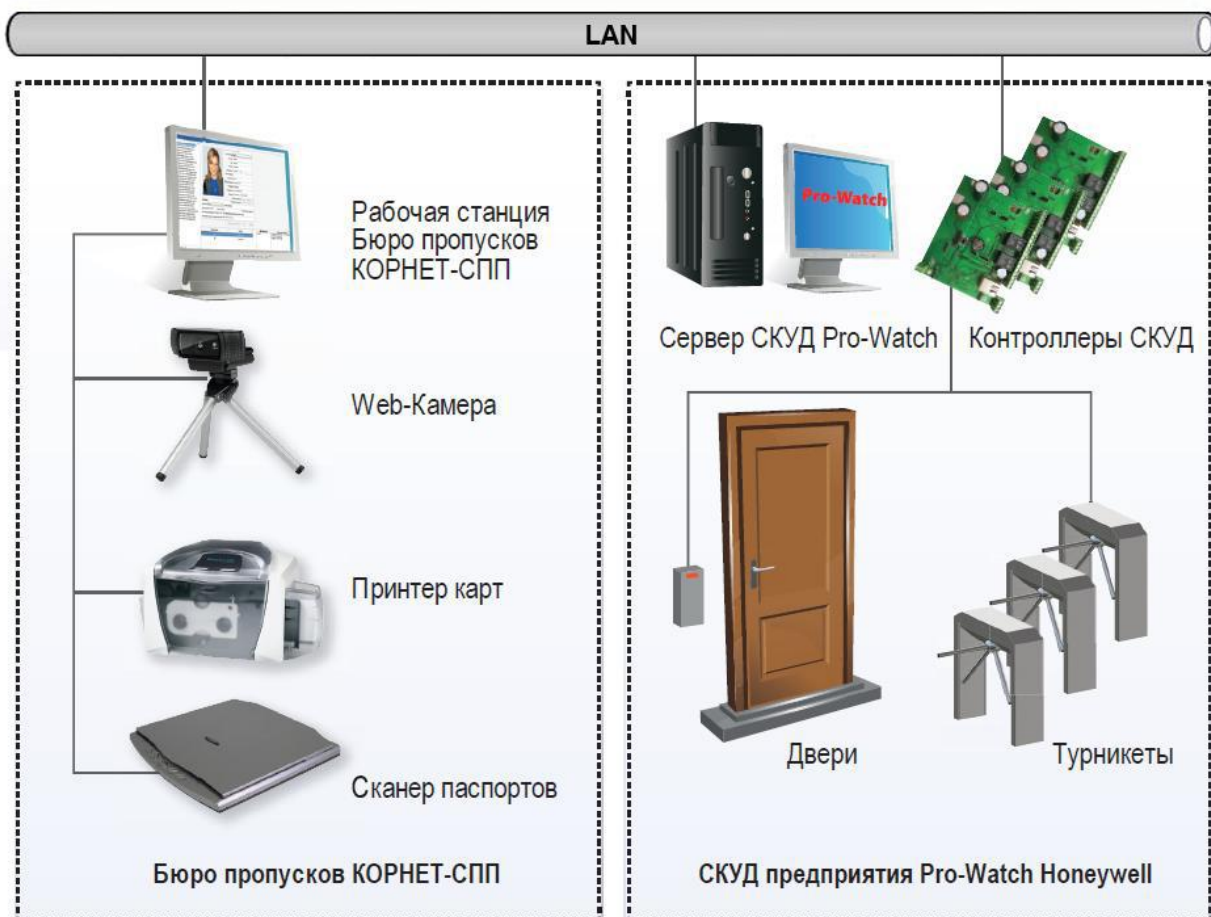 LAN
Рабочая станция
Бюро пропусков
КОРНЕТ-СПП
Web-Камера
Принтер карт
Сканер паспортов
Бюро пропусков КОРНЕТ-СПП
Pro-Watch
Сервер СКУД Pro-Watch
Контроллеры СКУД
Двери
Турникеты
СКУД предприятия Pro-Watch Honeywell